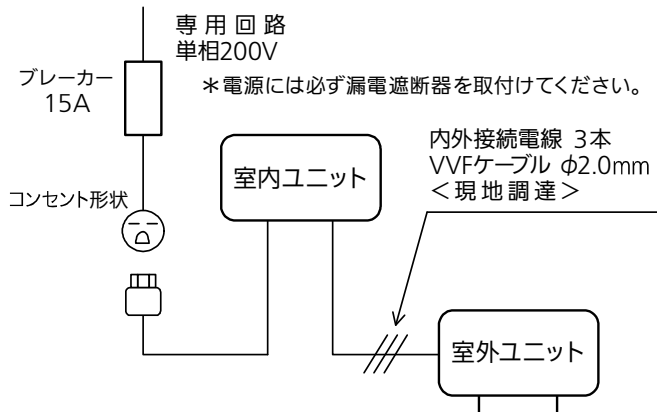 専用回路
単相200V
ブレーカー
15A
＊電源には必ず漏電遮断器を取付けてください。
内外接続電線 3本
VVFケーブル φ2.0mm
＜現地調達＞
室内ユニット
コンセント形状
室外ユニット